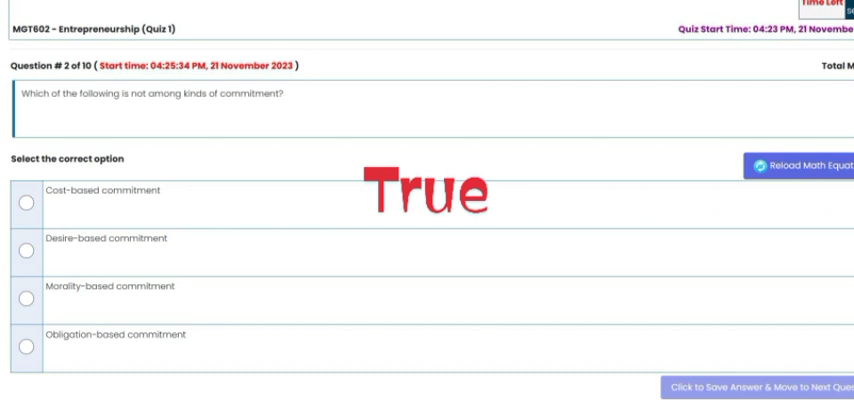 Time Left
MGT602 - Entrepreneurship (Quiz 1)
Quiz Start Time: 04:23 PM, 21 Novembe
Question # 2 of 10 ( Start time: 04:25:34 PM, 21 November 2023 )
Total M
Which of the following is not among kinds of commitment?
Select the correct option
Reload Math Equat
True
Cost-based commitment
Desire-based commitment
Morality-based commitment
Obligation-based commitment
Click to Save Answer & Move to Next Ques